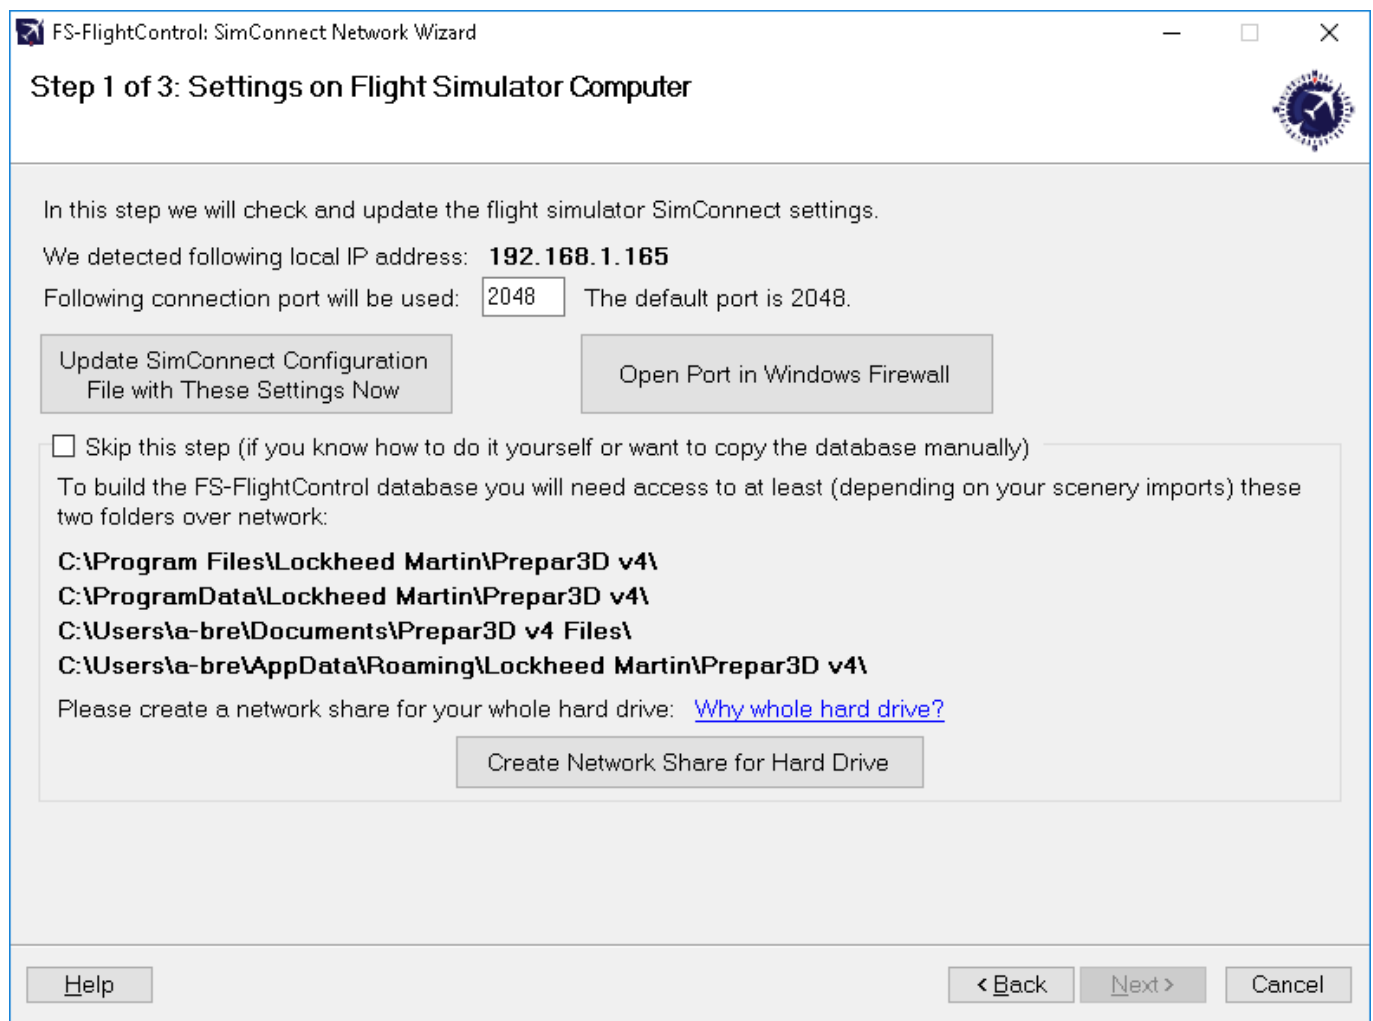 FS-FlightControl: SimConnect Network Wizard
Step 1 of 3: Settings on Flight Simulator Computer
In this step we will check and update the flight simulator SimConnect settings.
We detected following local IP address: 192.168.1.165
Following connection port will be used: 2048 The default port is 2048.
Update SimConnect Configuration
File with These Settings Now
Open Port in Windows Firewall
Skip this step (if you know how to do it yourself or want to copy the database manually)
To build the FS-FlightControl database you will need access to at least (depending on your scenery imports) these
two folders over network:
C:\Program Files\Lockheed Martin\Prepar3D v4\
C:\ProgramData\Lockheed Martin\Prepar3D v4\
C:\Users\a-bre\Documents\Prepar3D v4 Files\
C:\Users\a-bre\AppData\Roaming\Lockheed Martin\Prepar3D v4\
Please create a network share for your whole hard drive: Why whole hard drive?
Create Network Share for Hard Drive
Help < Back Next > Cancel